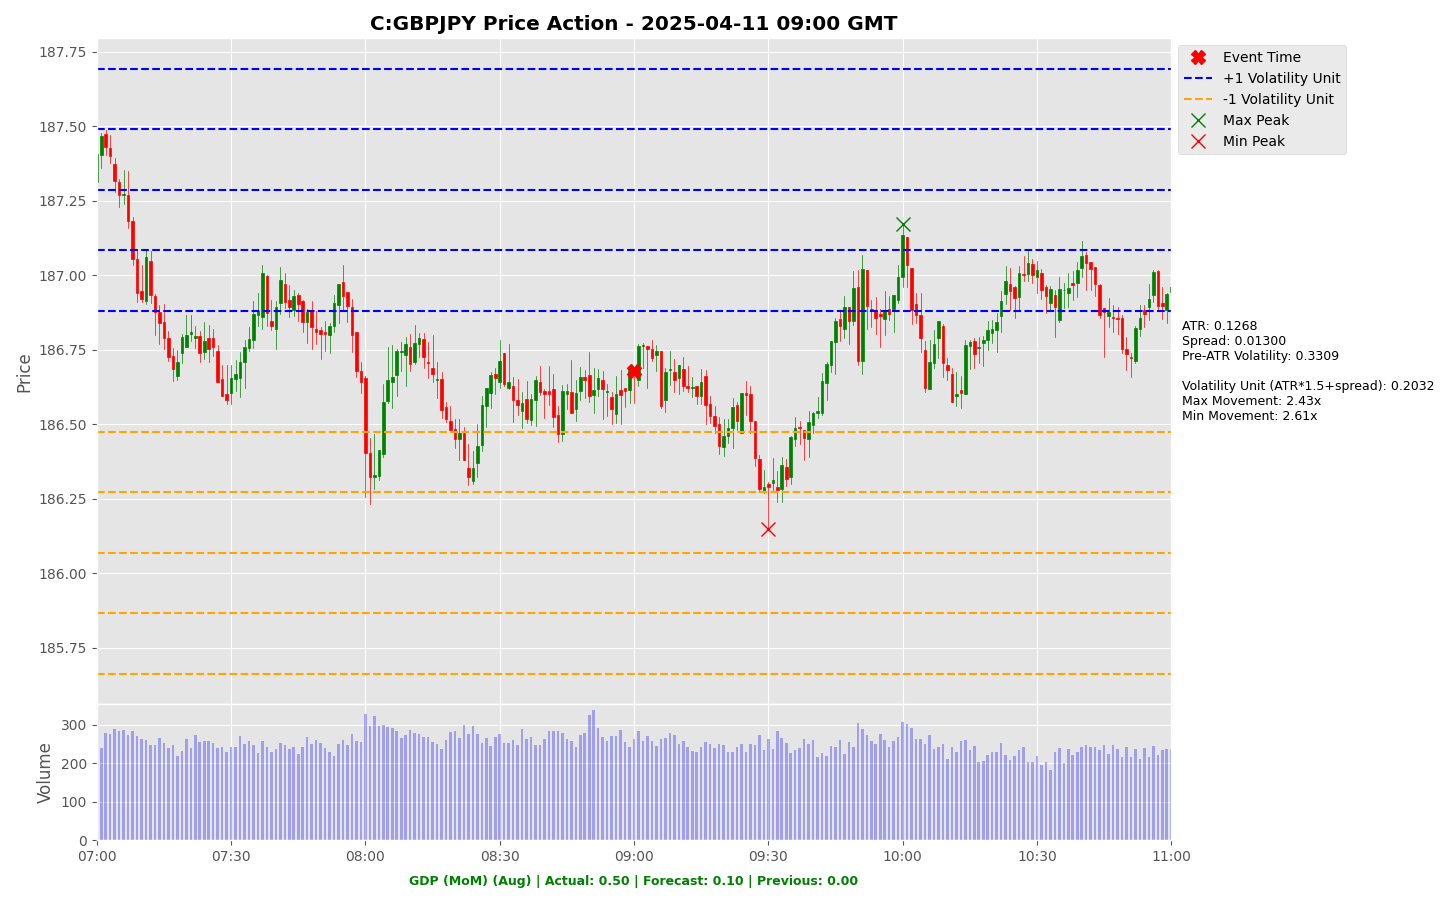 C:GBPJPY Price Action - 2025-04-11 09:00 GMT
187.75
187.50
187.25
187.00
186.75
186.50
186.25
186.00
185.75
Price
Event Time
+1 Volatility Unit
-1 Volatility Unit
Max Peak
Min Peak
ATR: 0.1268
Spread: 0.01300
Pre-ATR Volatility: 0.3309
Volatility Unit (ATR*1.5+spread): 0.2032
Max Movement: 2.43x
Min Movement: 2.61x
300
200
100
0
Volume
07:00
07:30
08:00
08:30
09:00
09:30
10:00
10:30
11:00
GDP (MoM) (Aug) | Actual: 0.50 | Forecast: 0.10 | Previous: 0.00